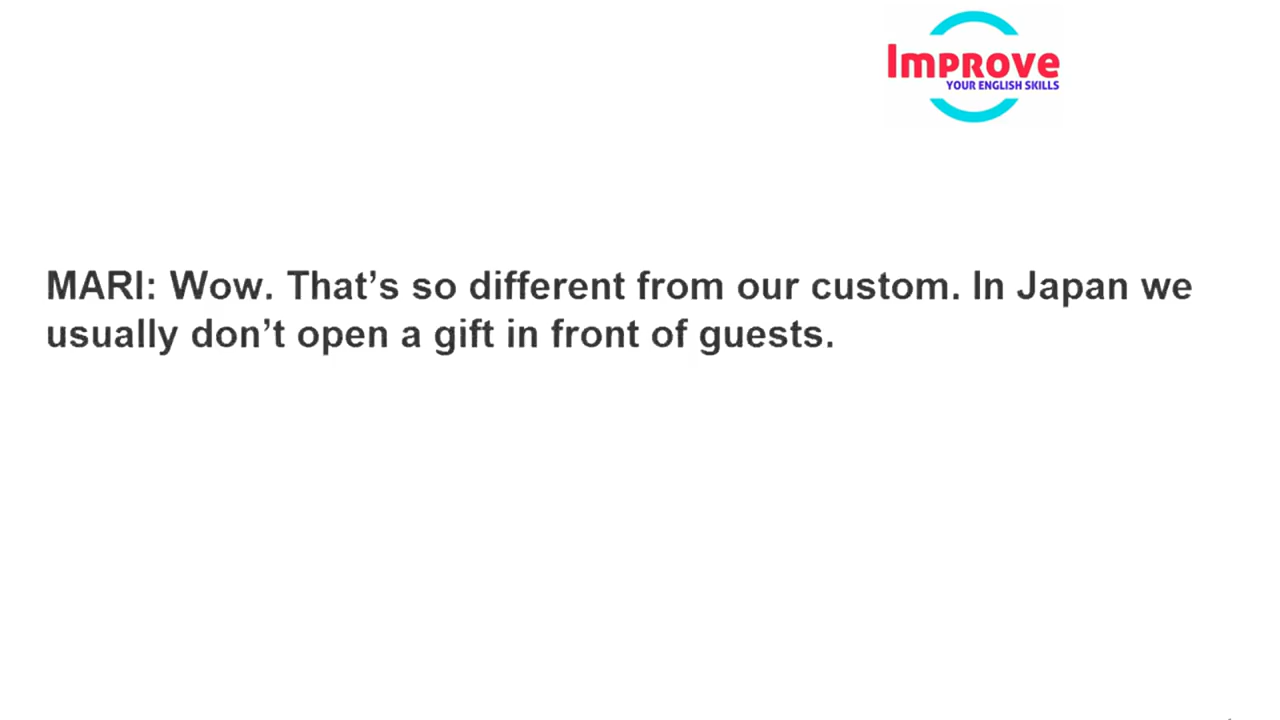 Improve
YOUR ENGLISH SKILLS
MARI: Wow. That’s so different from our custom. In Japan we
usually don’t open a gift in front of guests.